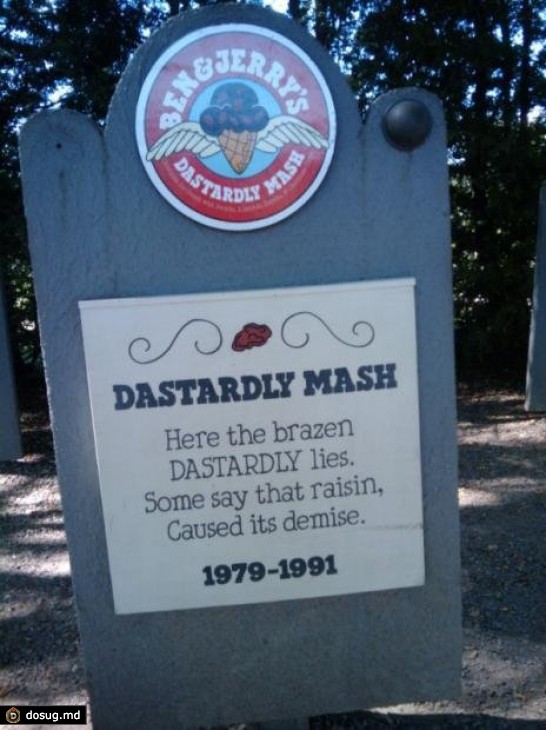 BEN & JERRY'S
DASTARDLY MASH
DASTARDLY MASH
Here the brazen
DASTARDLY lies.
Some say that raisin,
Caused its demise.
1979-1991
dosug.md